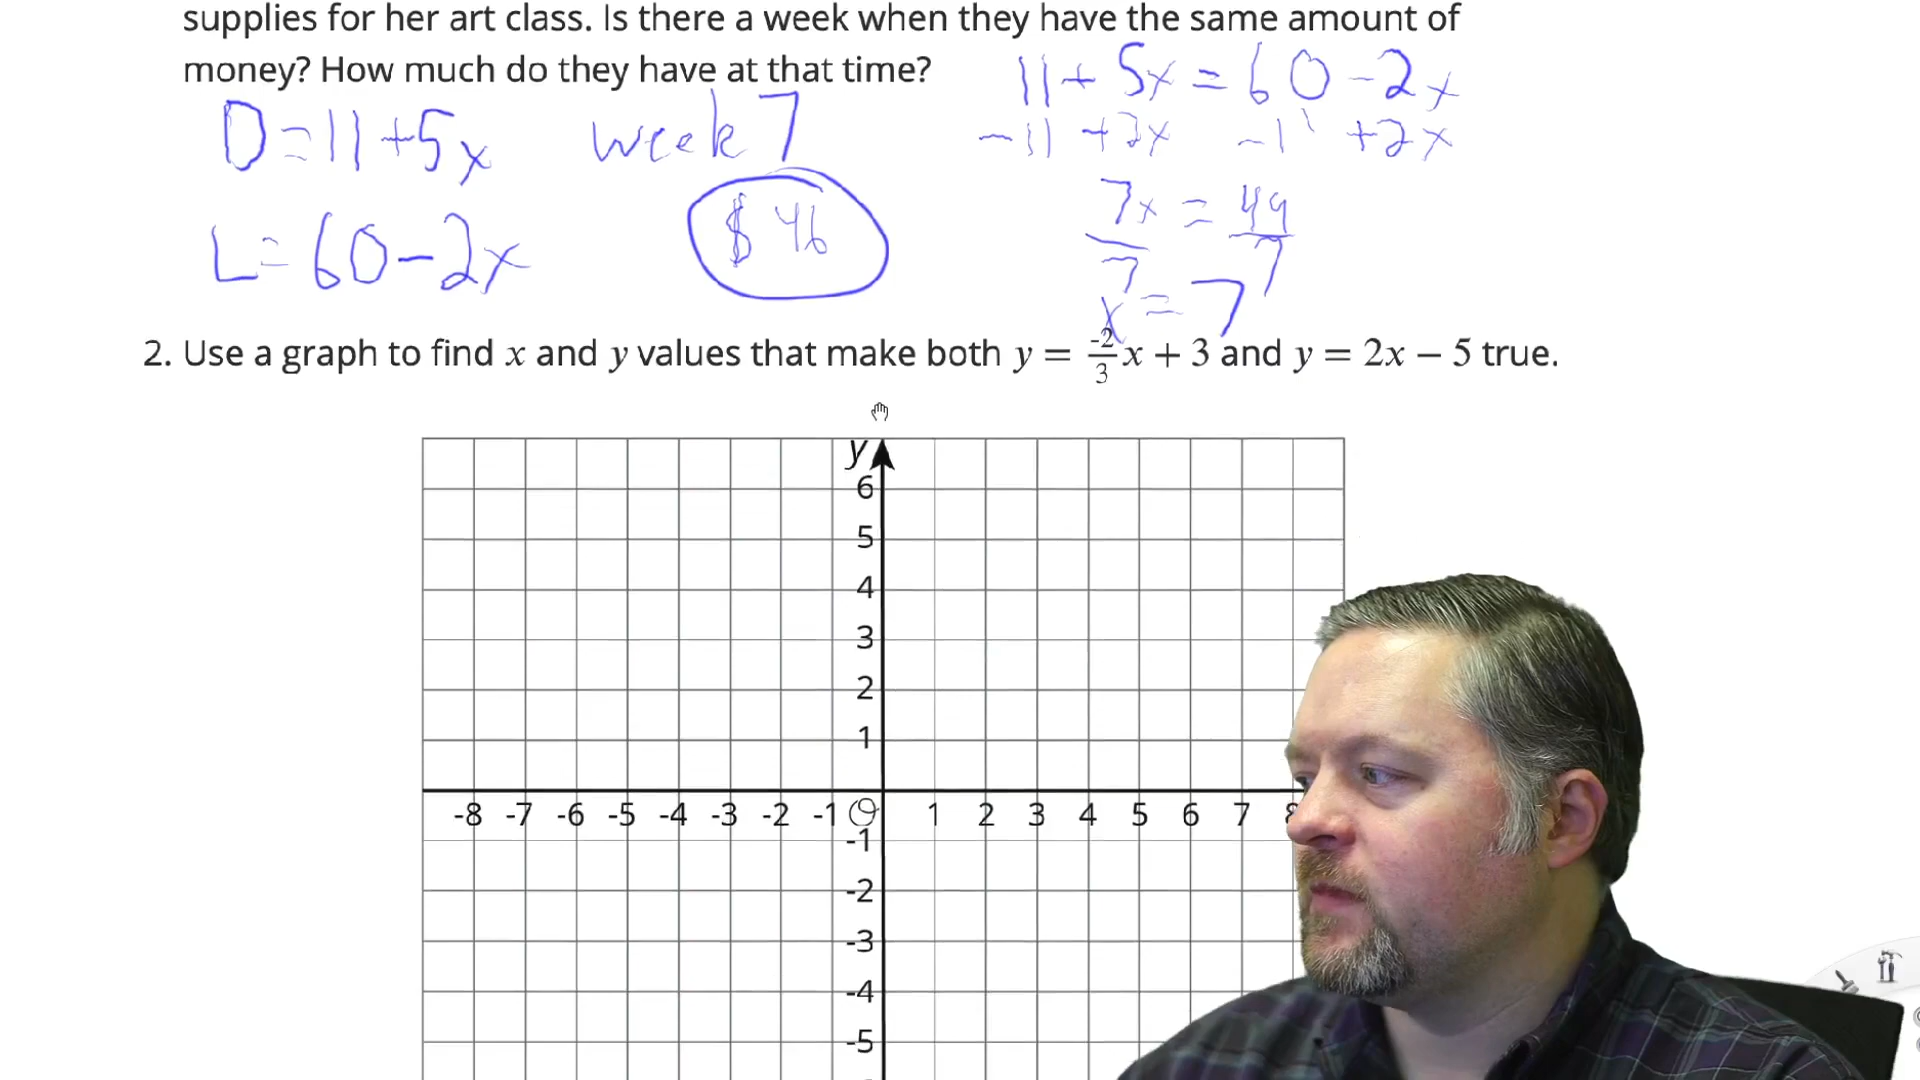 supplies for her art class. Is there a week when they have the same amount of
money? How much do they have at that time?
11 + 5x = 60 - 2x
D = 11 + 5x
week 7
-11 +2x -11 +2x
$46
7x = 49
7 7
L = 60 - 2x
x = 7
2. Use a graph to find x and y values that make both y = -2/3 x + 3 and y = 2x − 5 true.
y
6
5
4
3
2
1
-8 -7 -6 -5 -4 -3 -2 -1 O 1 2 3 4 5 6 7 8
-1
-2
-3
-4
-5